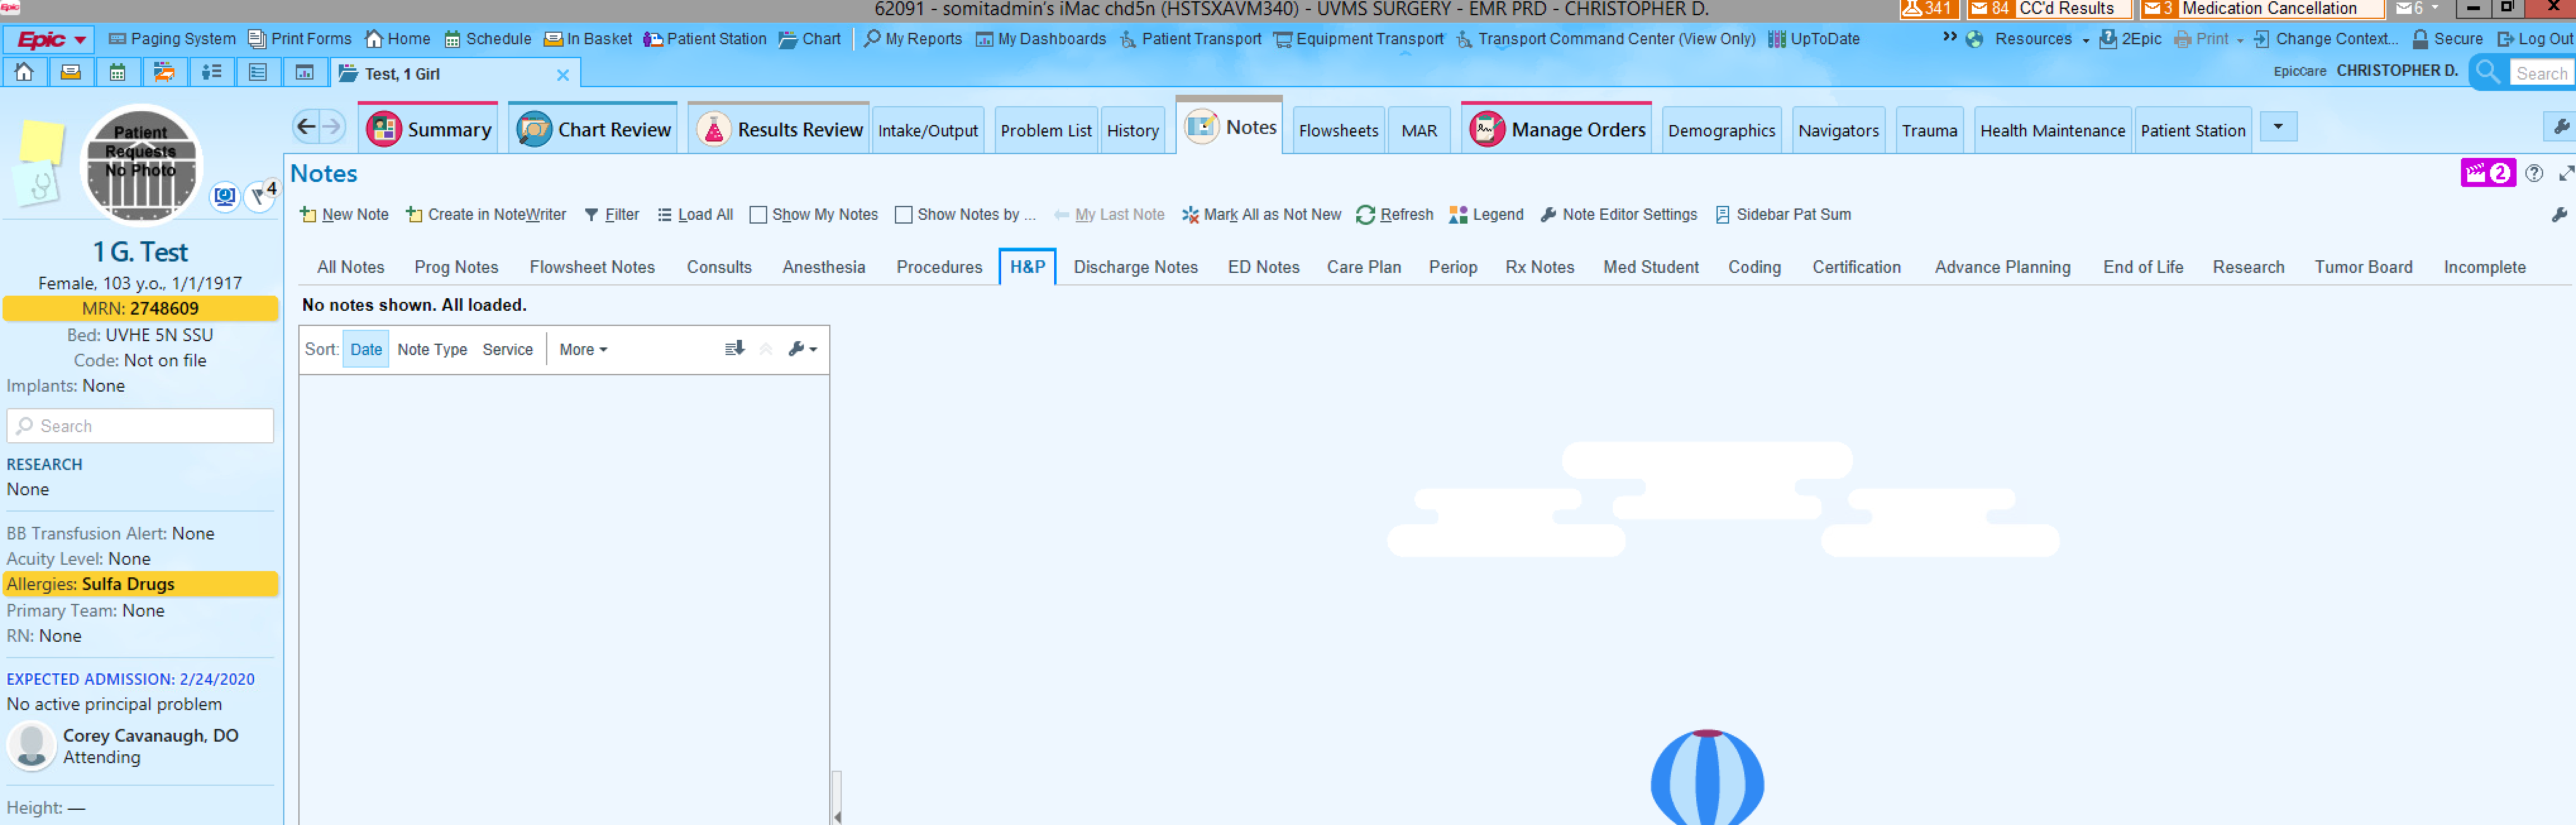 62091 - somitadmin's iMac chd5n (HSTSXAVM340) - UVMS SURGERY - EMR PRD - CHRISTOPHER D.
341 84 CC'd Results 3 Medication Cancellation 6
Epic Paging System Print Forms Home Schedule In Basket Patient Station Chart My Reports My Dashboards Patient Transport Equipment Transport Transport Command Center (View Only) UpToDate Resources 2Epic Print Change Context... Secure Log Out
Test, 1 Girl EpicCare CHRISTOPHER D. Search
Summary Chart Review Results Review Intake/Output Problem List History Notes Flowsheets MAR Manage Orders Demographics Navigators Trauma Health Maintenance Patient Station
Patient Requests No Photo
4
Notes
2
New Note Create in NoteWriter Filter Load All Show My Notes Show Notes by ... My Last Note Mark All as Not New Refresh Legend Note Editor Settings Sidebar Pat Sum
All Notes Prog Notes Flowsheet Notes Consults Anesthesia Procedures H&P Discharge Notes ED Notes Care Plan Periop Rx Notes Med Student Coding Certification Advance Planning End of Life Research Tumor Board Incomplete
No notes shown. All loaded.
Sort: Date Note Type Service More
1 G. Test
Female, 103 y.o., 1/1/1917
MRN: 2748609
Bed: UVHE 5N SSU
Code: Not on file
Implants: None
Search
RESEARCH
None
BB Transfusion Alert: None
Acuity Level: None
Allergies: Sulfa Drugs
Primary Team: None
RN: None
EXPECTED ADMISSION: 2/24/2020
No active principal problem
Corey Cavanaugh, DO
Attending
Height: —